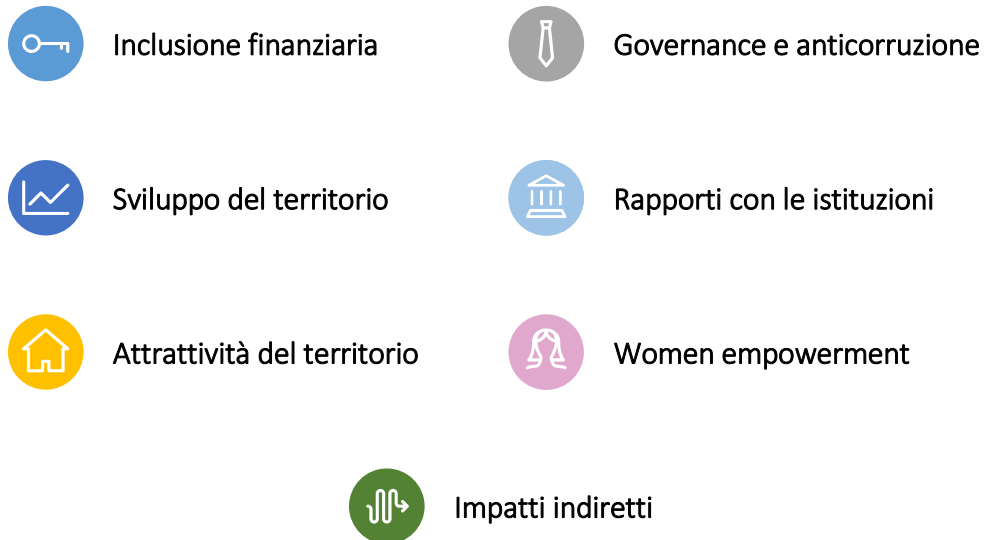 Inclusione finanziaria
Governance e anticorruzione
Sviluppo del territorio
Rapporti con le istituzioni
Attrattività del territorio
Women empowerment
Impatti indiretti